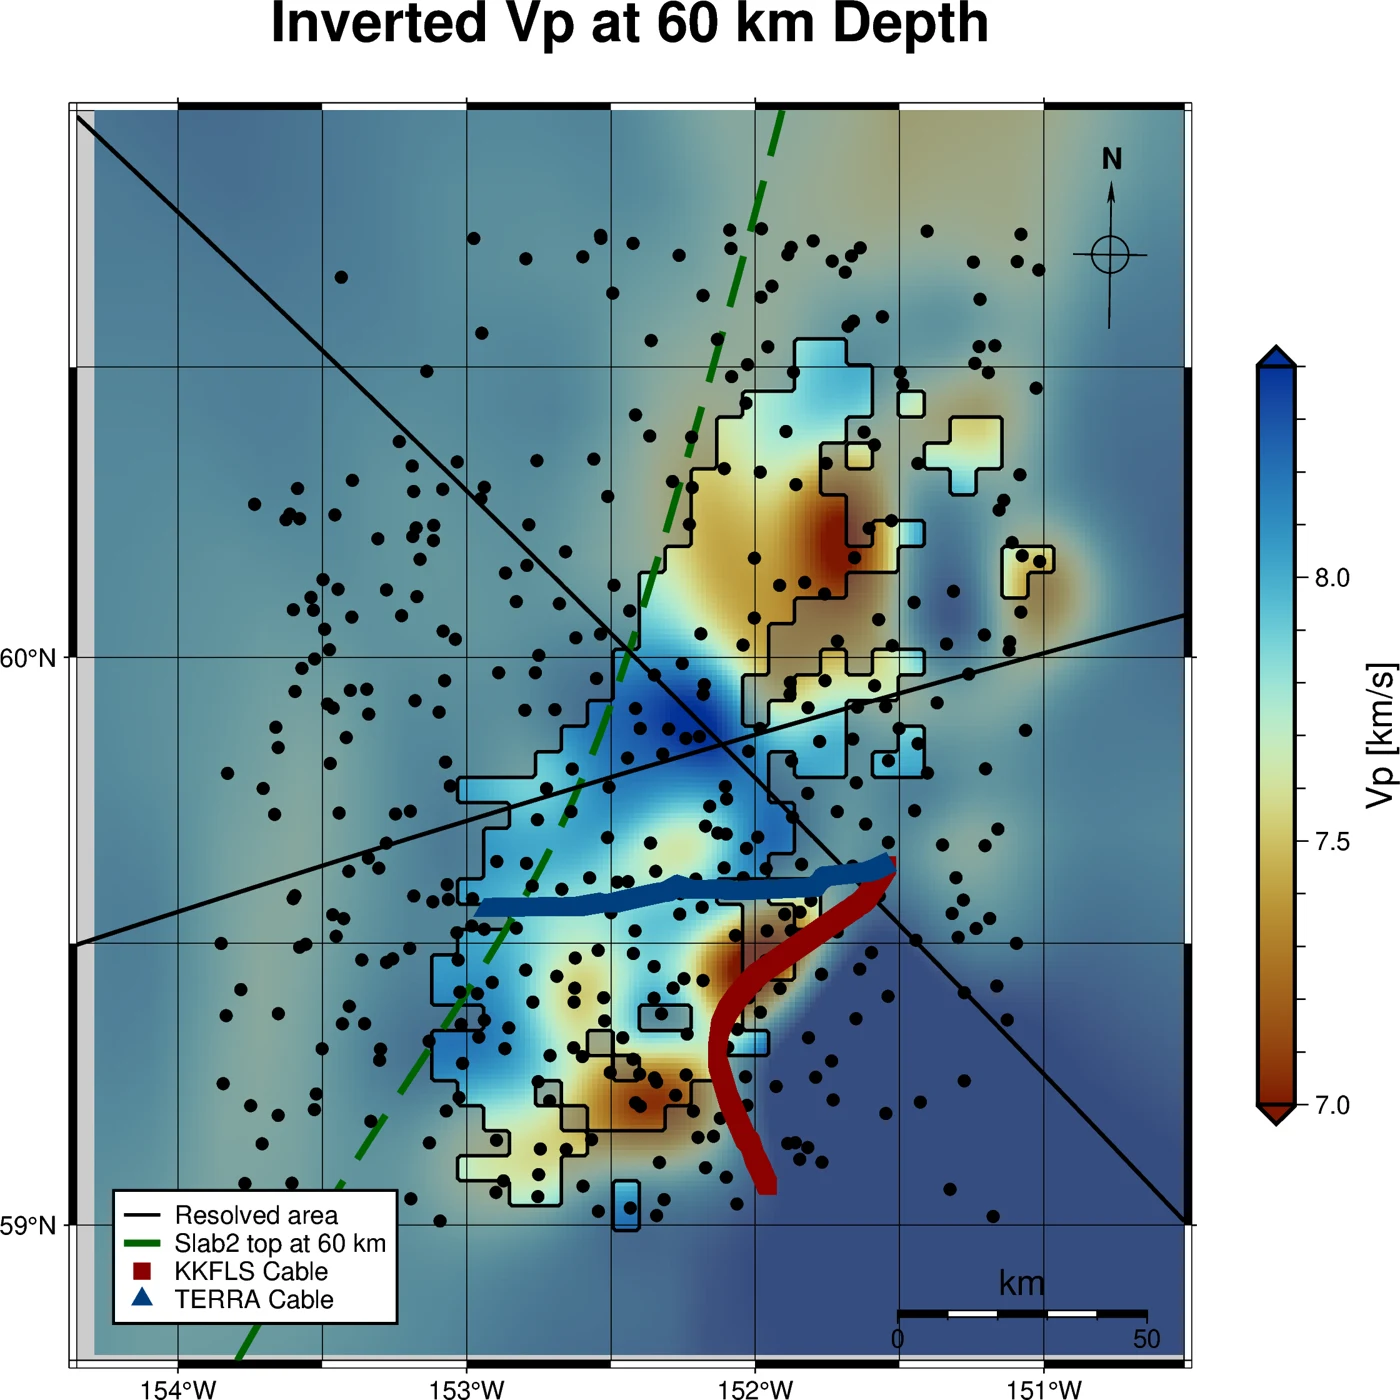 Inverted Vp at 60 km Depth
N
8.0
7.5
7.0
Vp [km/s]
60°N
59°N
Resolved area
Slab2 top at 60 km
KKFLS Cable
TERRA Cable
km
0 50
154°W 153°W 152°W 151°W